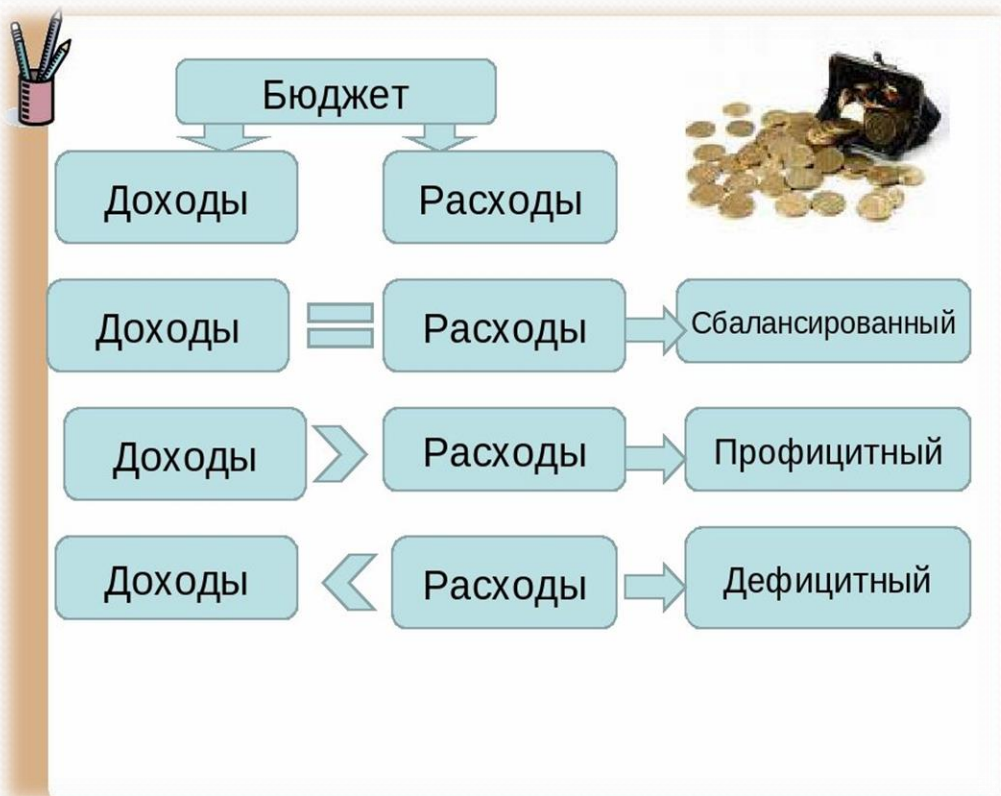 Бюджет
Доходы Расходы
Доходы = Расходы Сбалансированный
Доходы > Расходы Профицитный
Доходы < Расходы Дефицитный